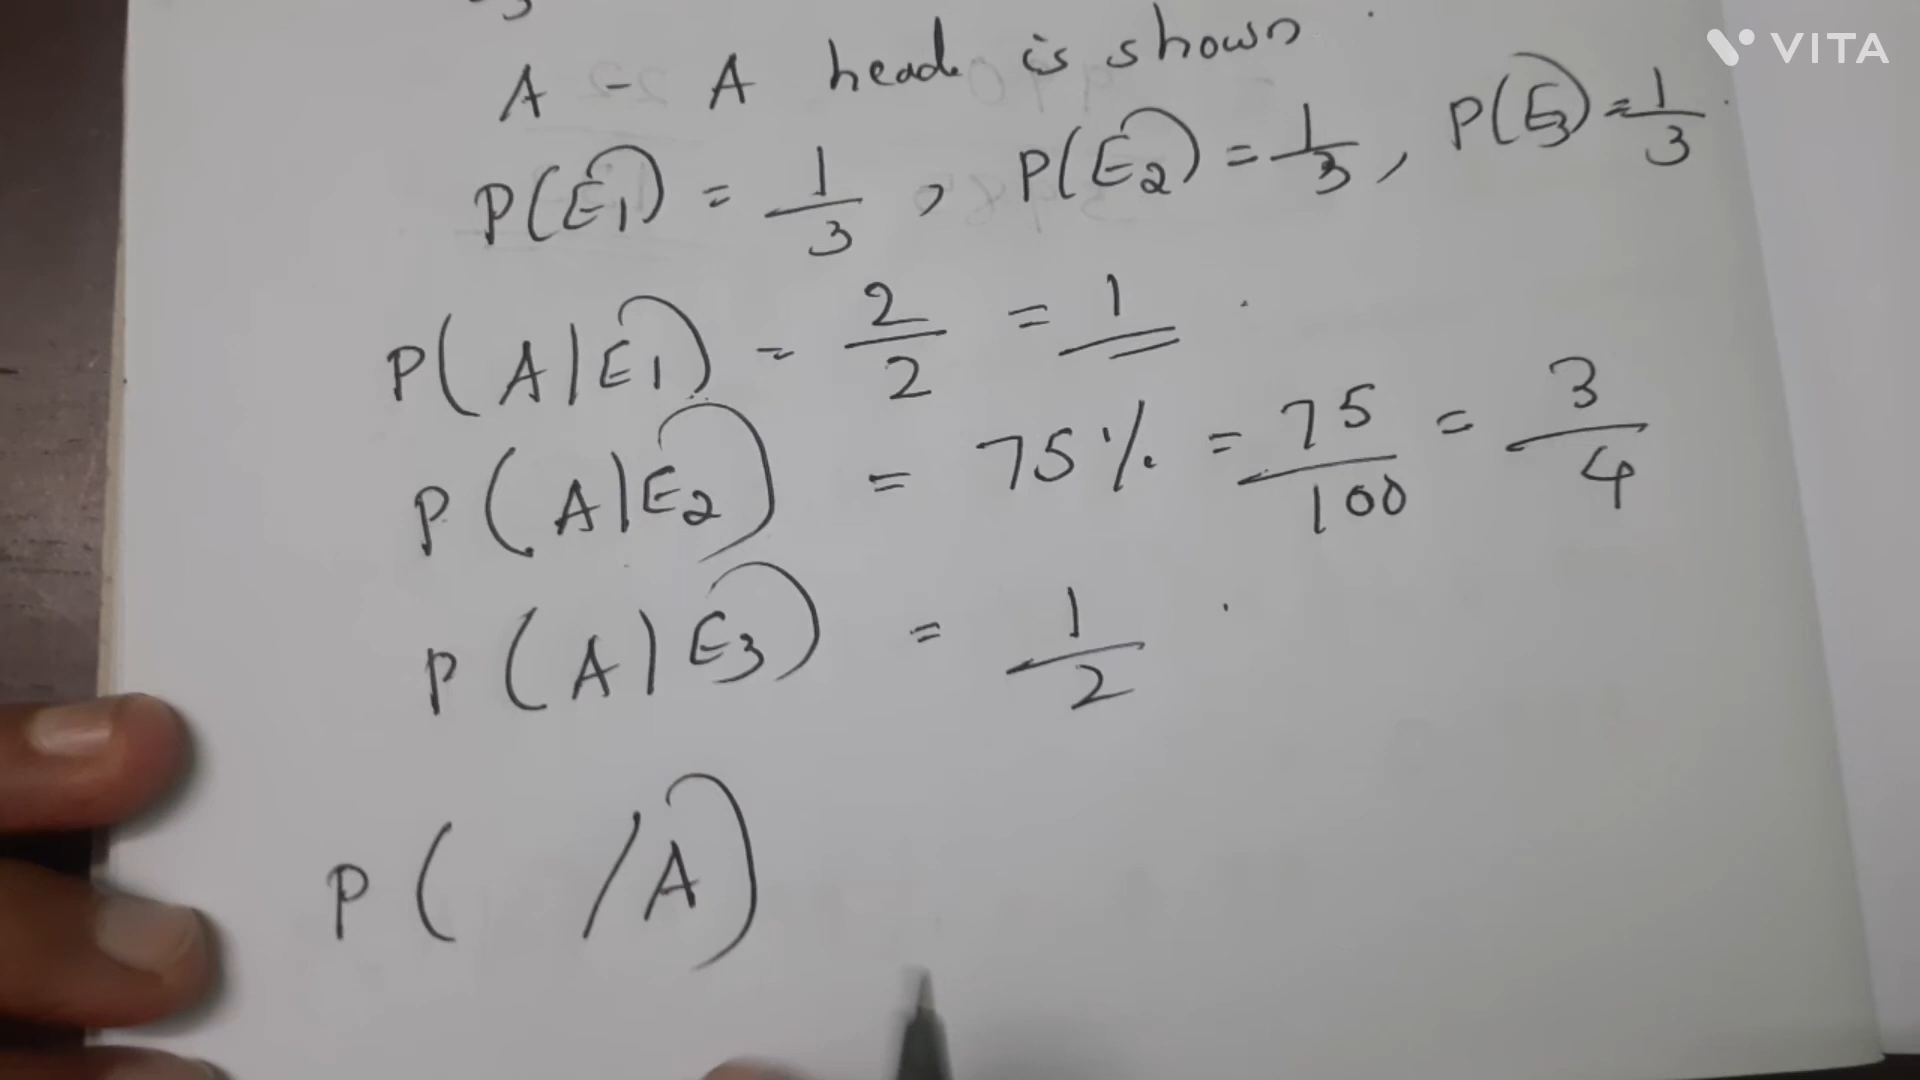 VITA
A - A head is shown.
P(E1) = 1/3, P(E2) = 1/3, P(E3) = 1/3.
P(A|E1) = 2/2 = 1.
P(A|E2) = 75% = 75/100 = 3/4
P(A|E3) = 1/2.
P( /A)